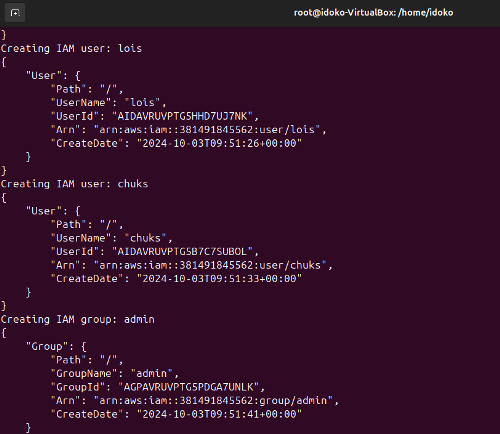 root@idoko-VirtualBox: /home/idoko
}
Creating IAM user: lois
{
    "User": {
        "Path": "/",
        "UserName": "lois",
        "UserId": "AIDAVRUVPTG5HHD7UJ7NK",
        "Arn": "arn:aws:iam::381491845562:user/lois",
        "CreateDate": "2024-10-03T09:51:26+00:00"
    }
}
Creating IAM user: chuks
{
    "User": {
        "Path": "/",
        "UserName": "chuks",
        "UserId": "AIDAVRUVPTG5B7C7SUBOL",
        "Arn": "arn:aws:iam::381491845562:user/chuks",
        "CreateDate": "2024-10-03T09:51:33+00:00"
    }
}
Creating IAM group: admin
{
    "Group": {
        "Path": "/",
        "GroupName": "admin",
        "GroupId": "AGPAVRUVPTG5PDGA7UNLK",
        "Arn": "arn:aws:iam::381491845562:group/admin",
        "CreateDate": "2024-10-03T09:51:41+00:00"
    }